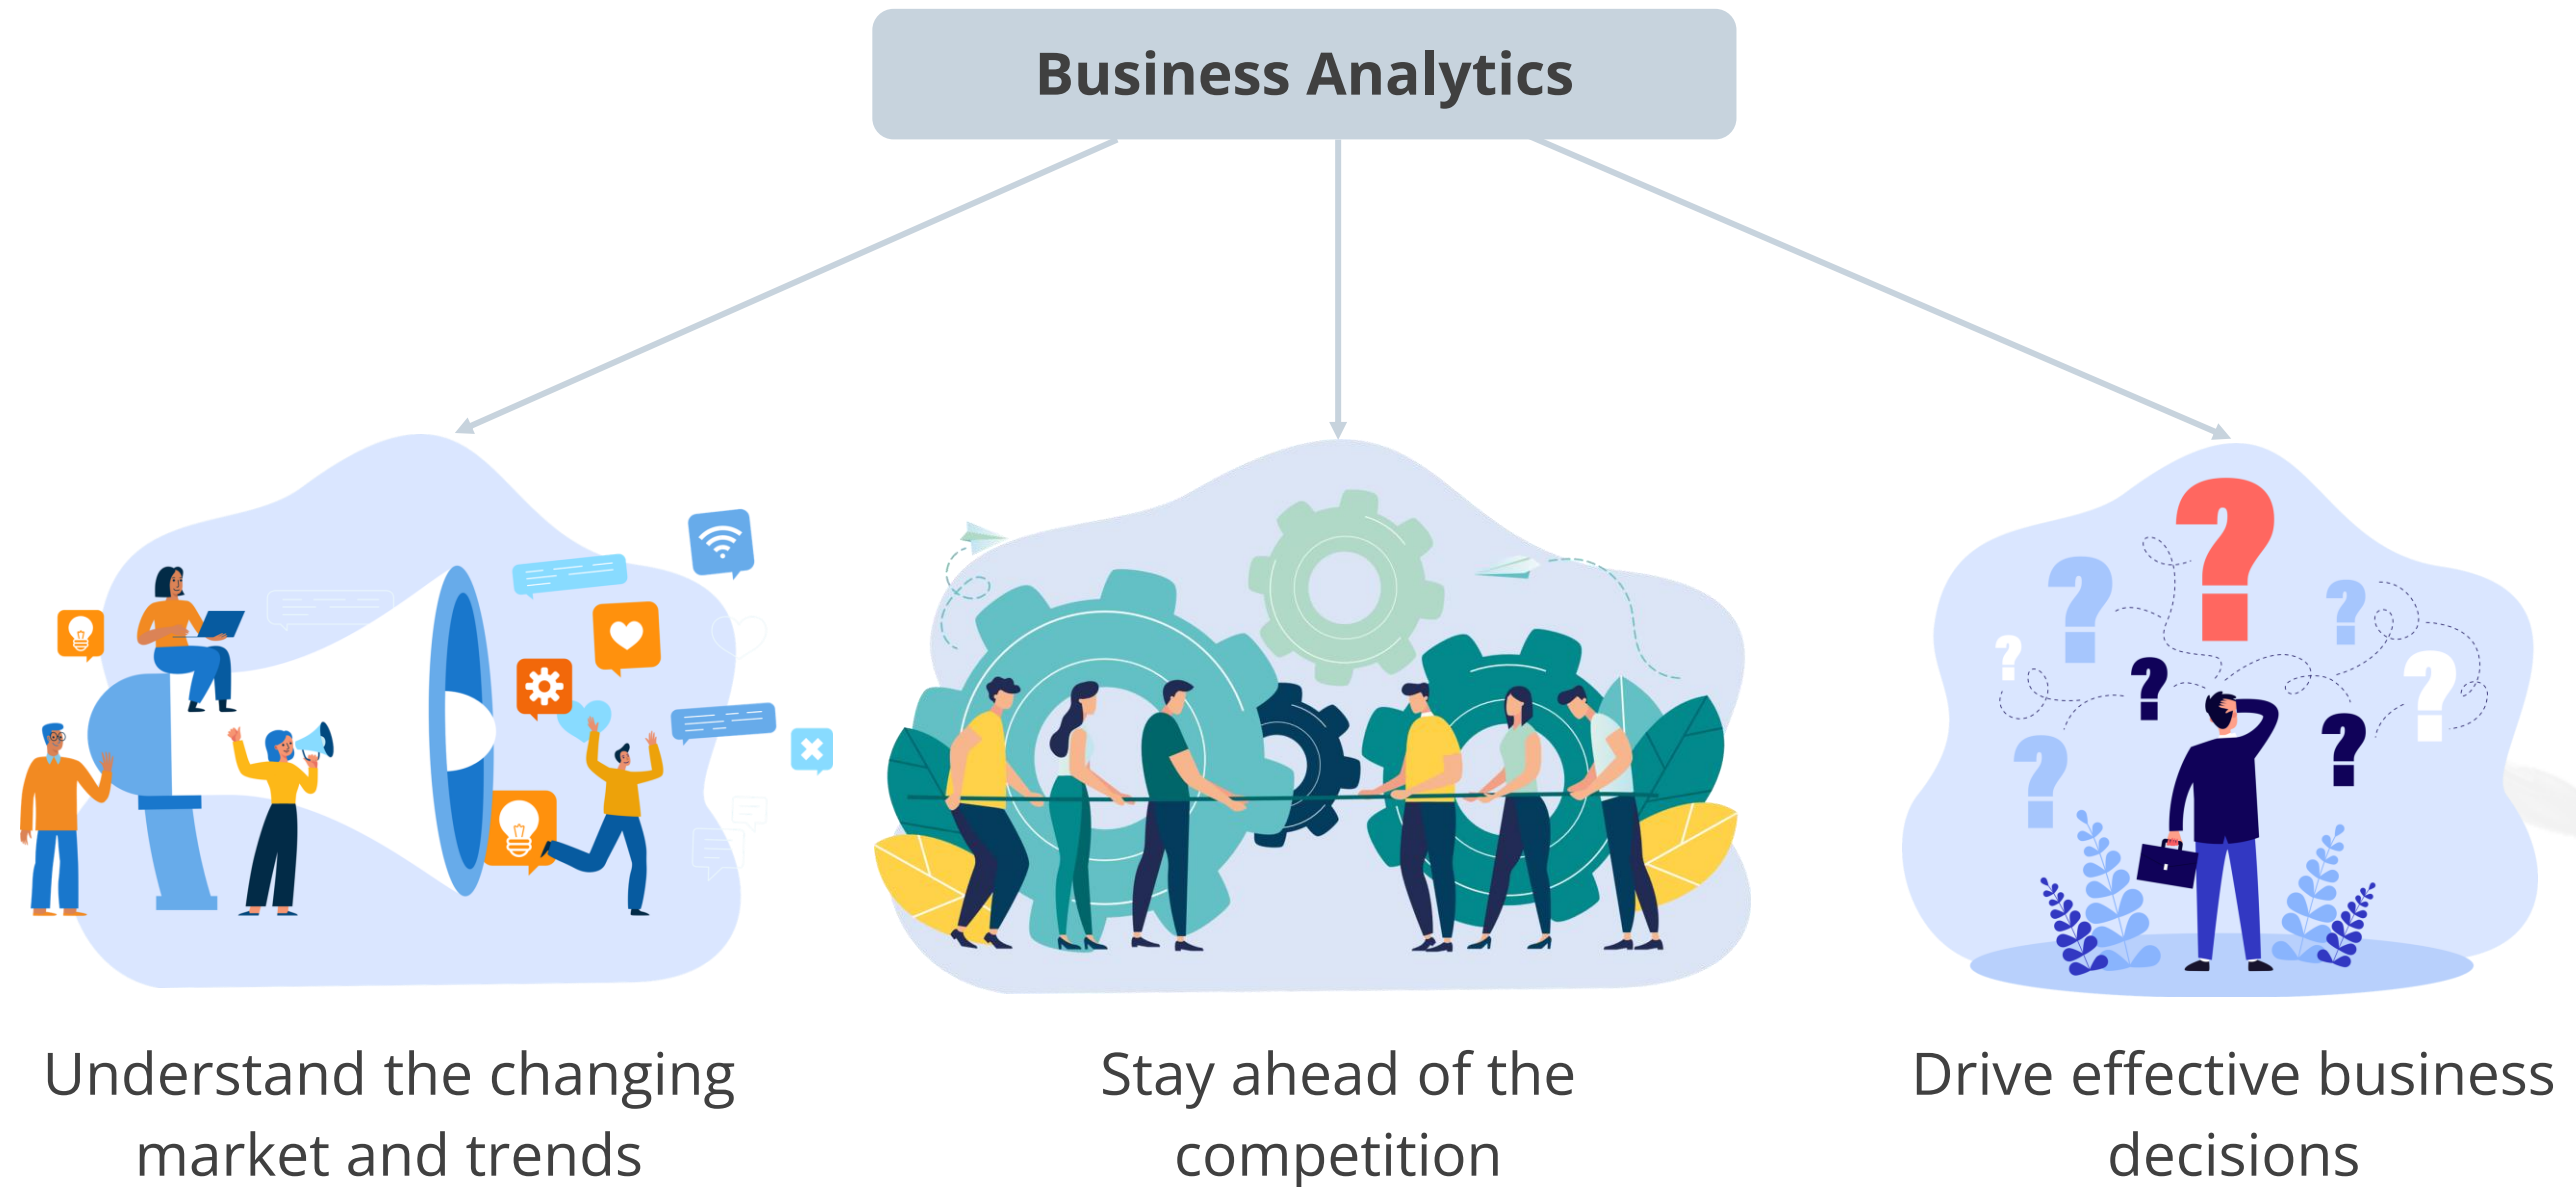 Business Analytics
Understand the changing
market and trends
Stay ahead of the
competition
Drive effective business
decisions